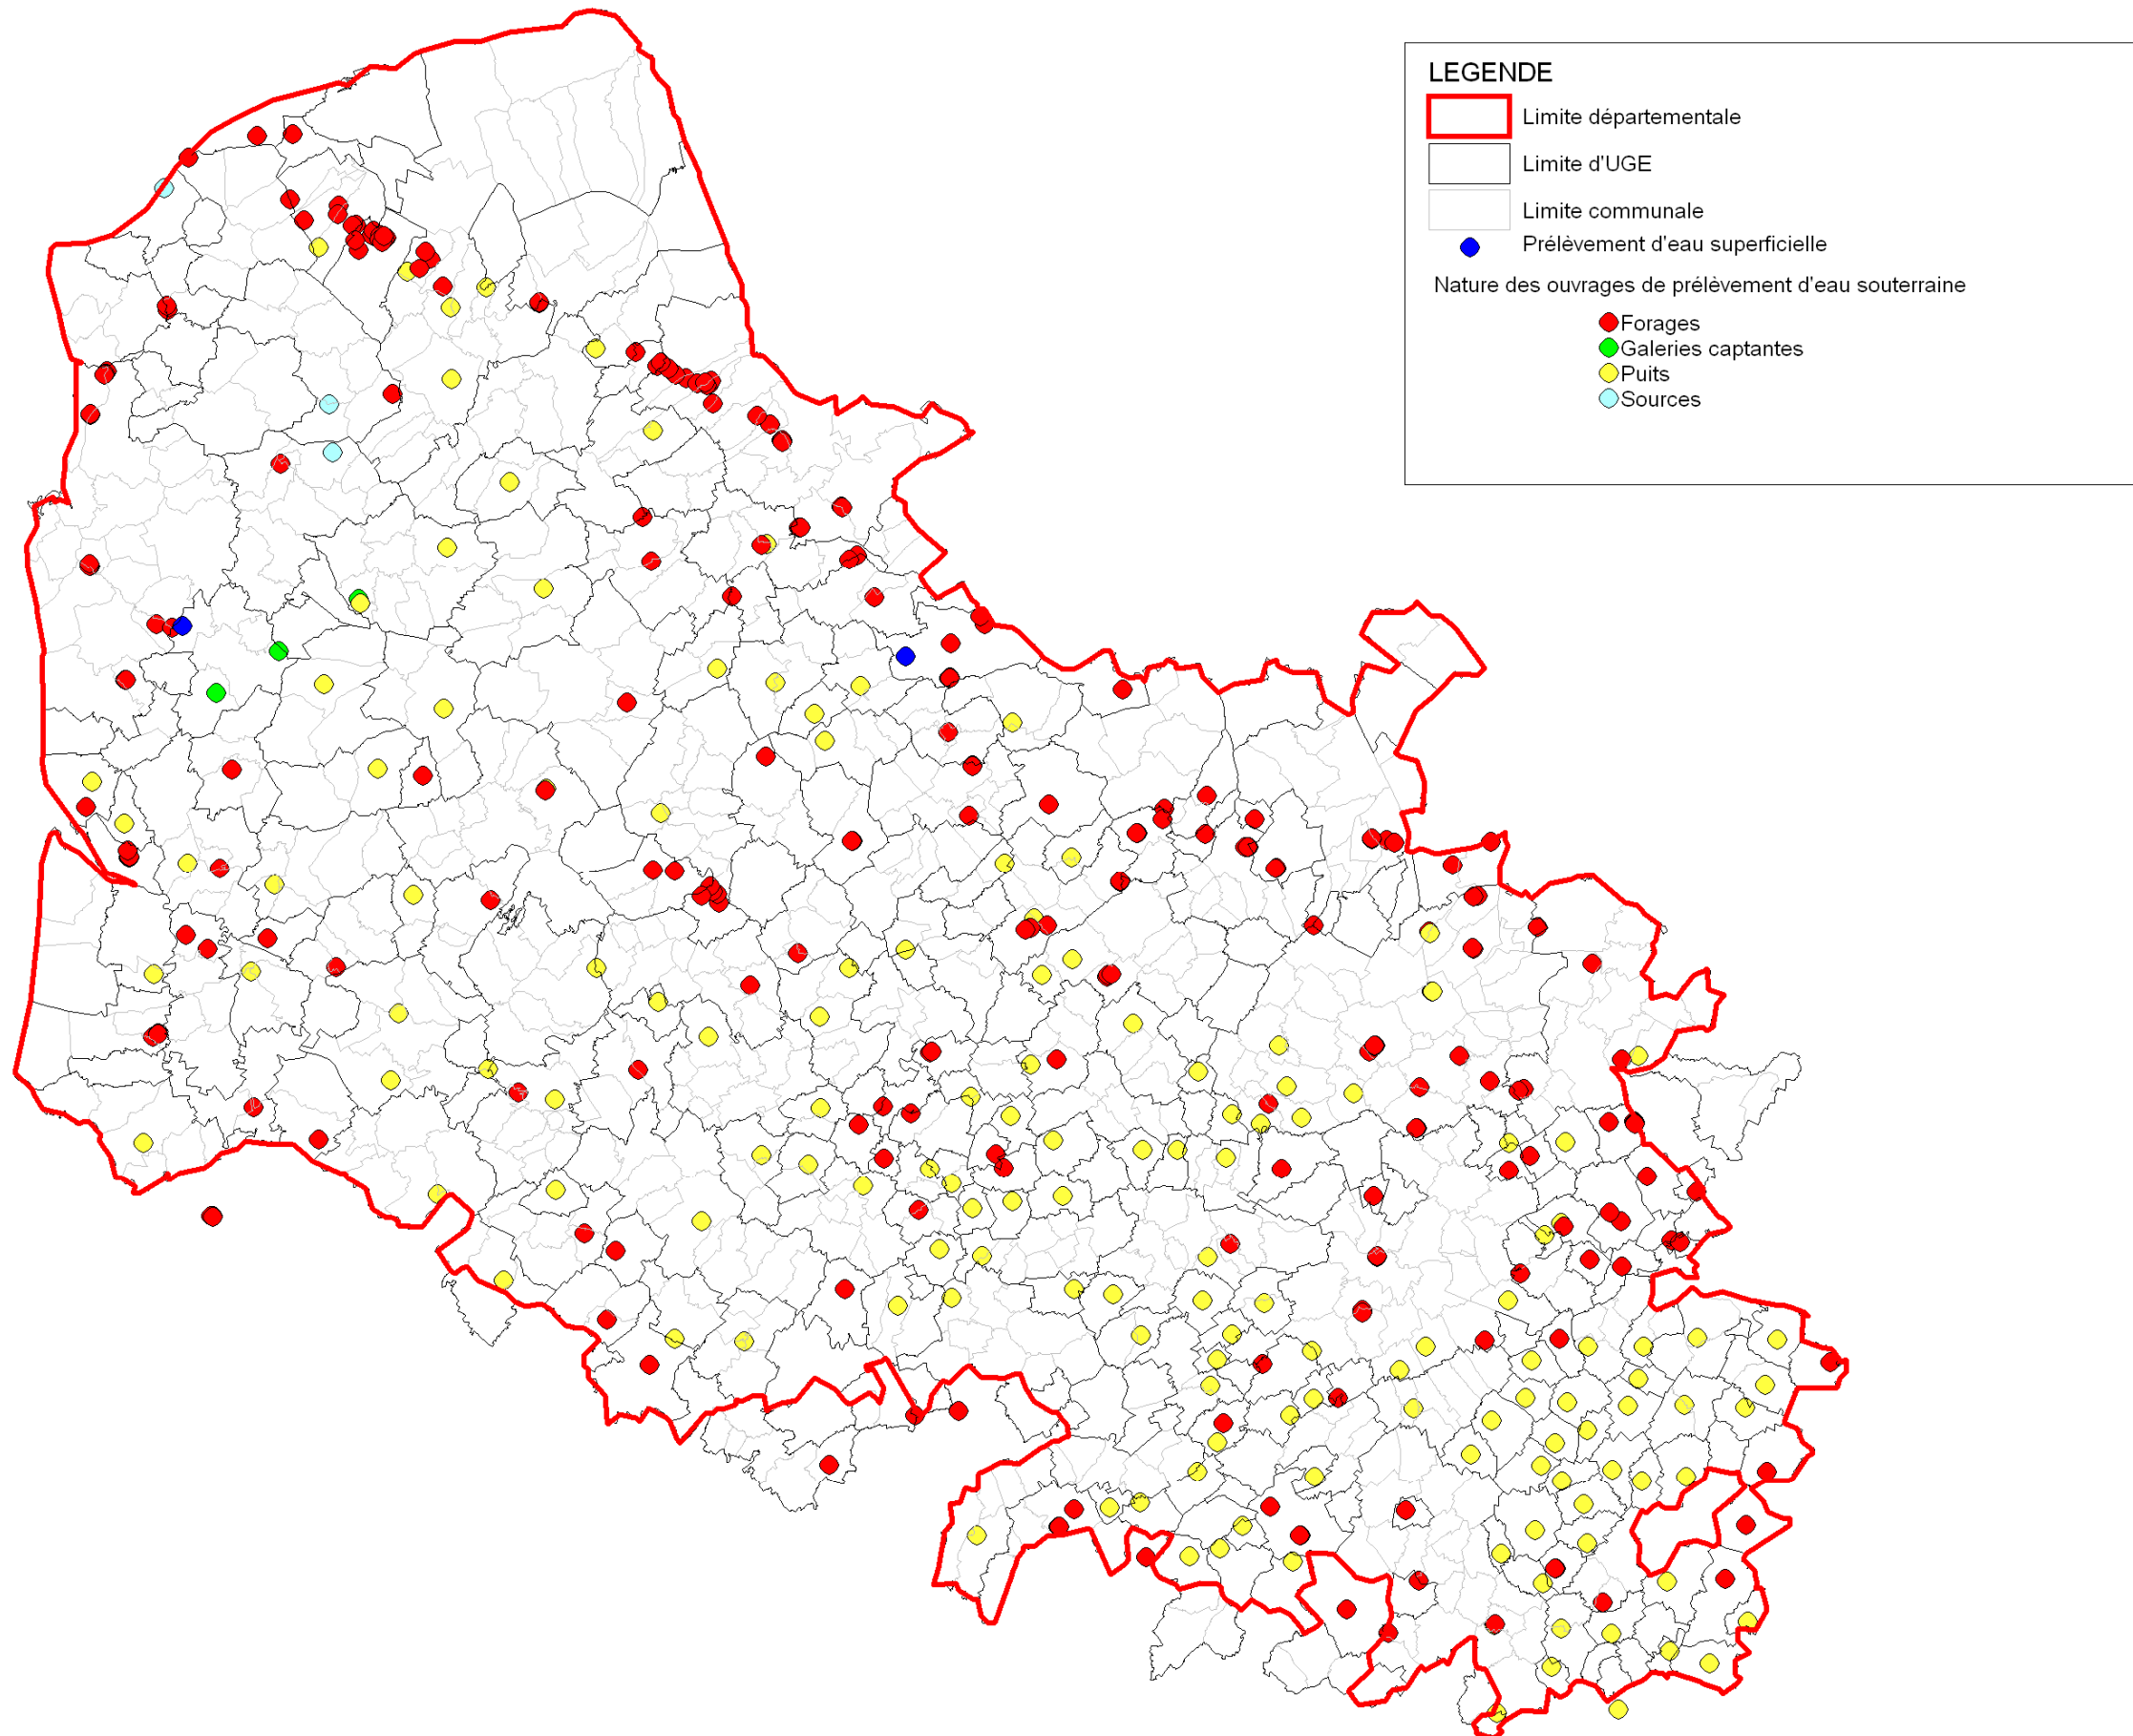 LEGENDE
Limite départementale
Limite d'UGE
Limite communale
Prélèvement d'eau superficielle
Nature des ouvrages de prélèvement d'eau souterraine
Forages
Galeries captantes
Puits
Sources